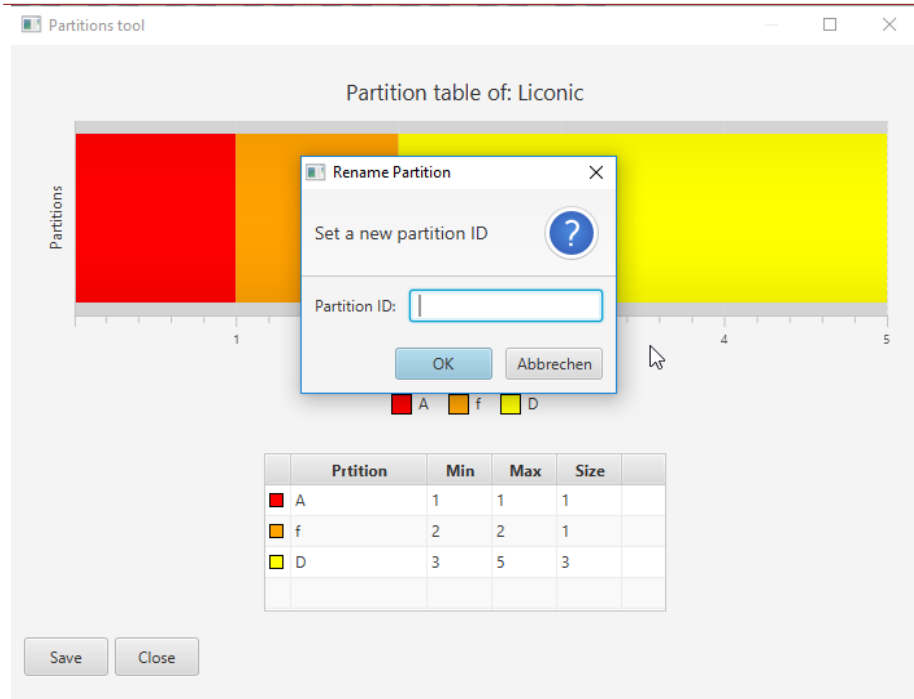 Partitions tool
Partition table of: Liconic
Partitions
Rename Partition
Set a new partition ID
?
Partition ID:
OK Abbrechen
1 4 5
A f D
Prtition Min Max Size
A 1 1 1
f 2 2 1
D 3 5 3
Save Close